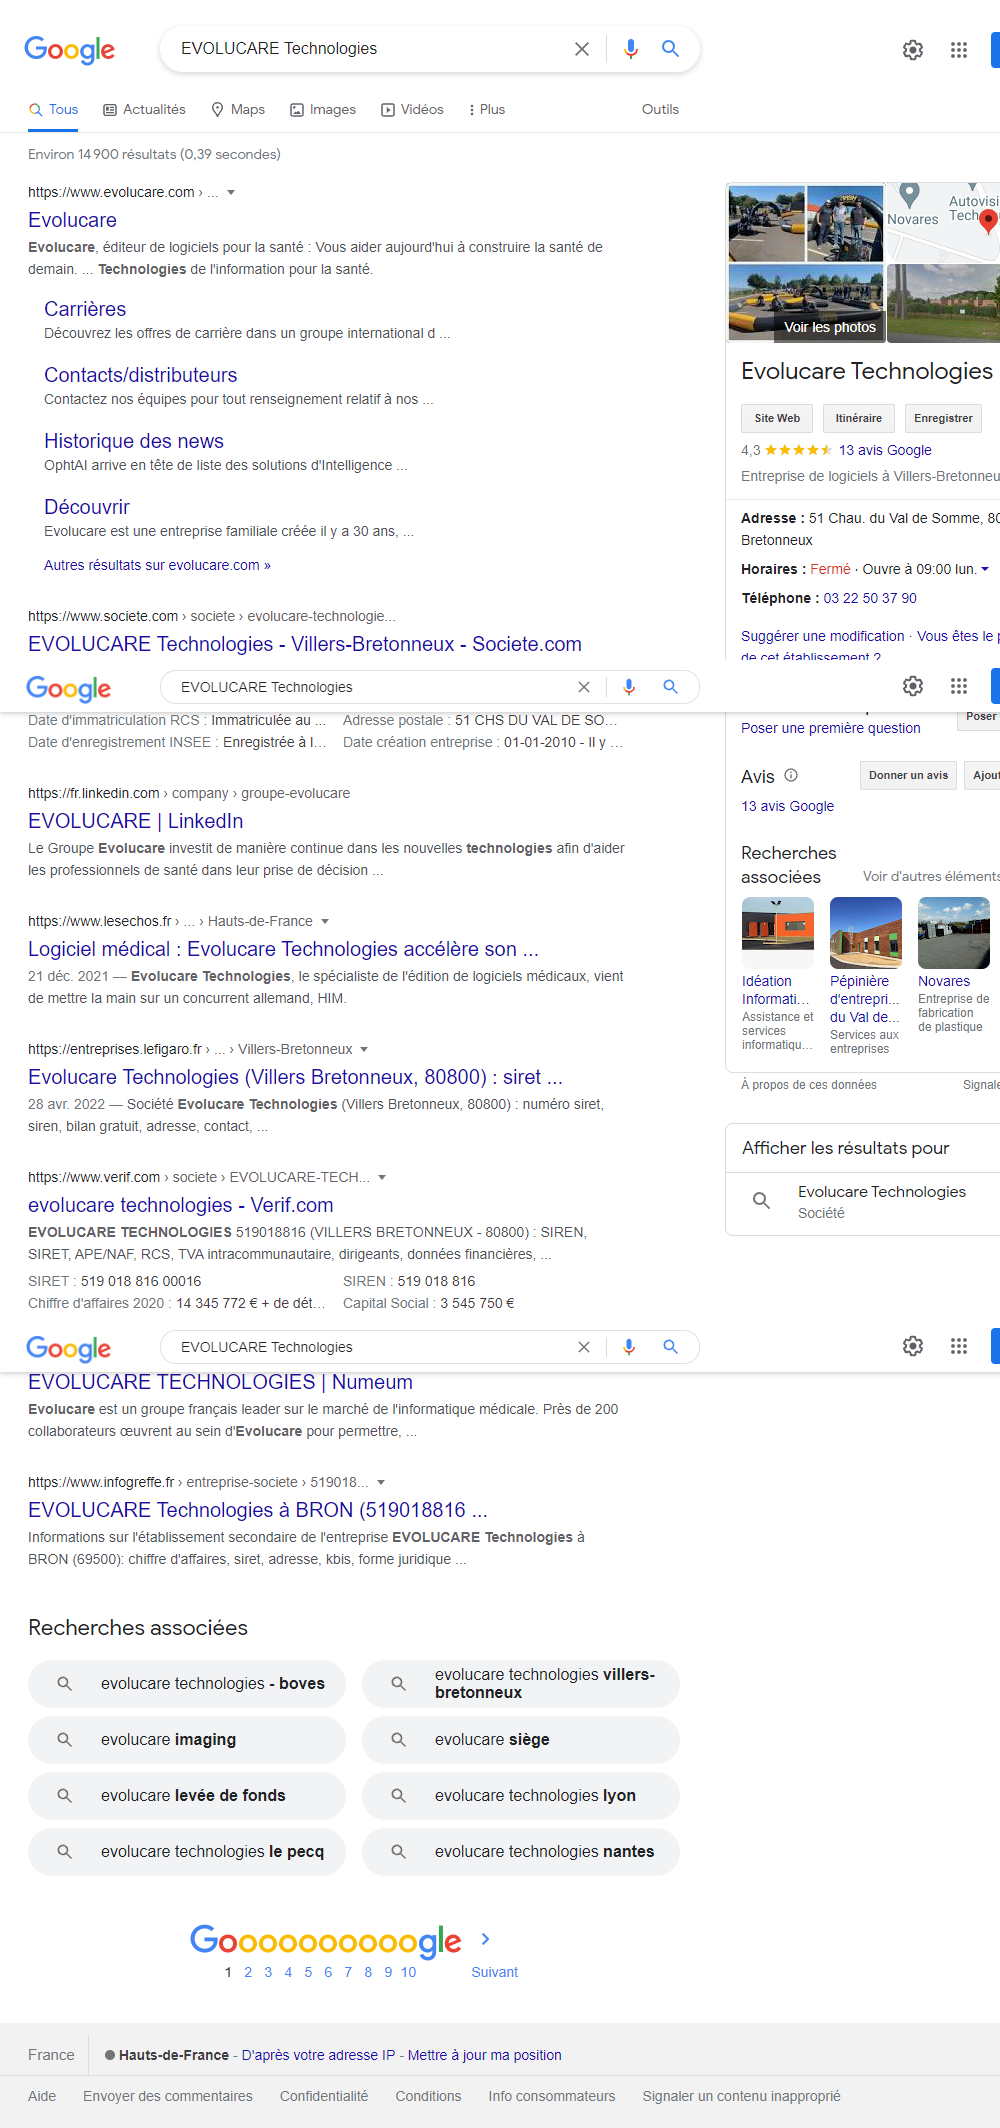 Google
EVOLUCARE Technologies
Tous
Actualités
Maps
Images
Vidéos
Plus
Outils
Environ 14 900 résultats (0,39 secondes)
https://www.evolucare.com › ...
Evolucare
Evolucare, éditeur de logiciels pour la santé : Vous aider aujourd'hui à construire la santé de
demain. ... Technologies de l'information pour la santé.
Carrières
Découvrez les offres de carrière dans un groupe international d ...
Contacts/distributeurs
Contactez nos équipes pour tout renseignement relatif à nos ...
Historique des news
OphtAI arrive en tête de liste des solutions d'Intelligence ...
Découvrir
Evolucare est une entreprise familiale créée il y a 30 ans, ...
Autres résultats sur evolucare.com »
https://www.societe.com › societe › evolucare-technologie...
EVOLUCARE Technologies - Villers-Bretonneux - Societe.com
Novares
Autovisi
Tech
Voir les photos
Evolucare Technologies
Site Web
Itinéraire
Enregistrer
4,3
13 avis Google
Entreprise de logiciels à Villers-Bretonneu
Adresse : 51 Chau. du Val de Somme, 80
Bretonneux
Horaires : Fermé · Ouvre à 09:00 lun.
Téléphone : 03 22 50 37 90
Suggérer une modification · Vous êtes le p
de cet établissement ?
Google
EVOLUCARE Technologies
Date d'immatriculation RCS : Immatriculée au ...
Adresse postale : 51 CHS DU VAL DE SO...
Date d'enregistrement INSEE : Enregistrée à l...
Date création entreprise : 01-01-2010 - Il y ...
https://fr.linkedin.com › company › groupe-evolucare
EVOLUCARE | LinkedIn
Le Groupe Evolucare investit de manière continue dans les nouvelles technologies afin d'aider
les professionnels de santé dans leur prise de décision ...
https://www.lesechos.fr › ... › Hauts-de-France
Logiciel médical : Evolucare Technologies accélère son ...
21 déc. 2021 — Evolucare Technologies, le spécialiste de l'édition de logiciels médicaux, vient
de mettre la main sur un concurrent allemand, HIM.
https://entreprises.lefigaro.fr › ... › Villers-Bretonneux
Evolucare Technologies (Villers Bretonneux, 80800) : siret ...
28 avr. 2022 — Société Evolucare Technologies (Villers Bretonneux, 80800) : numéro siret,
siren, bilan gratuit, adresse, contact, ...
https://www.verif.com › societe › EVOLUCARE-TECH...
evolucare technologies - Verif.com
EVOLUCARE TECHNOLOGIES 519018816 (VILLERS BRETONNEUX - 80800) : SIREN,
SIRET, APE/NAF, RCS, TVA intracommunautaire, dirigeants, données financières, ...
SIRET : 519 018 816 00016
SIREN : 519 018 816
Chiffre d'affaires 2020 : 14 345 772 € + de dét...
Capital Social : 3 545 750 €
Poser
Poser une première question
Avis
Donner un avis
Ajout
13 avis Google
Recherches
associées
Voir d'autres éléments
Idéation
Informati...
Assistance et
services
informatiqu...
Pépinière
d'entrepri...
du Val de...
Services aux
entreprises
Novares
Entreprise de
fabrication
de plastique
À propos de ces données
Signale
Afficher les résultats pour
Evolucare Technologies
Société
Google
EVOLUCARE Technologies
EVOLUCARE TECHNOLOGIES | Numeum
Evolucare est un groupe français leader sur le marché de l'informatique médicale. Près de 200
collaborateurs œuvrent au sein d'Evolucare pour permettre, ...
https://www.infogreffe.fr › entreprise-societe › 519018...
EVOLUCARE Technologies à BRON (519018816 ...
Informations sur l'établissement secondaire de l'entreprise EVOLUCARE Technologies à
BRON (69500): chiffre d'affaires, siret, adresse, kbis, forme juridique ...
Recherches associées
evolucare technologies - boves
evolucare technologies villers-
bretonneux
evolucare imaging
evolucare siège
evolucare levée de fonds
evolucare technologies lyon
evolucare technologies le pecq
evolucare technologies nantes
Goooooooooogle
1 2 3 4 5 6 7 8 9 10
Suivant
France
Hauts-de-France - D'après votre adresse IP - Mettre à jour ma position
Aide
Envoyer des commentaires
Confidentialité
Conditions
Info consommateurs
Signaler un contenu inapproprié